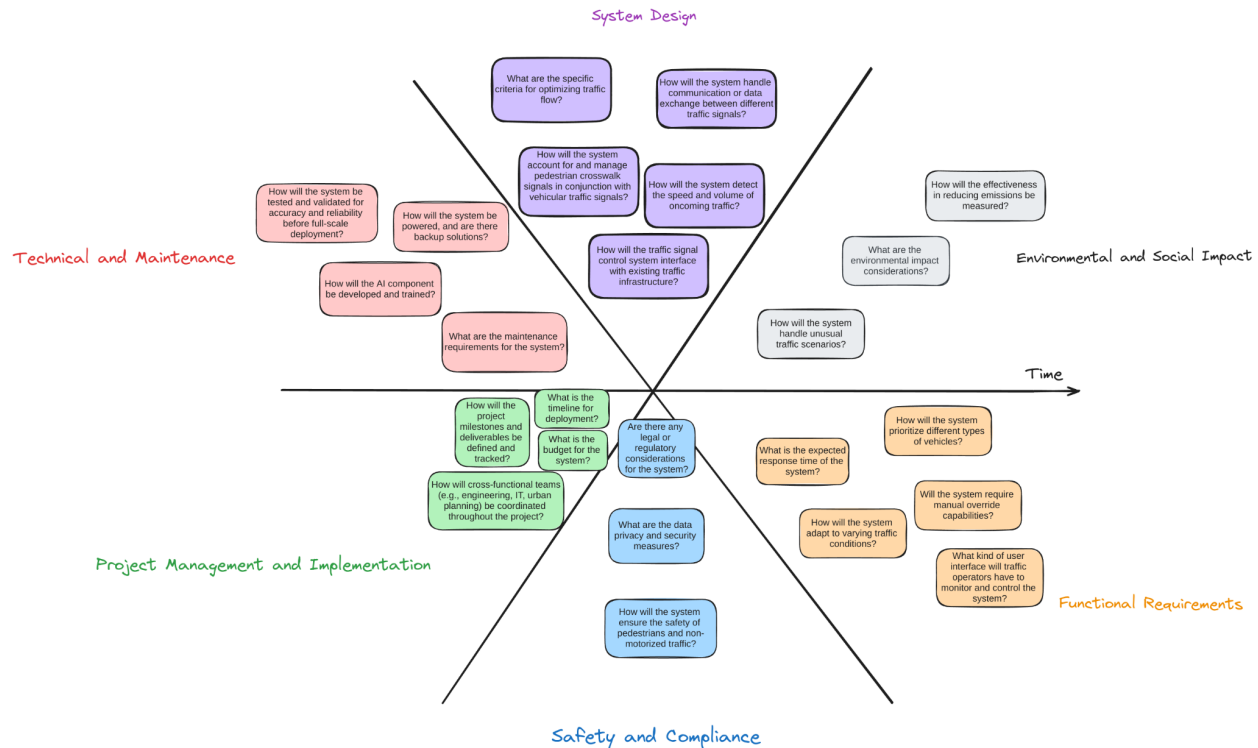 System Design
What are the specific
criteria for optimizing traffic
flow?
How will the system handle
communication or data
exchange between different
traffic signals?
How will the system
account for and manage
pedestrian crosswalk
signals in conjunction with
vehicular traffic signals?
How will the system detect
the speed and volume of
oncoming traffic?
How will the traffic signal
control system interface
with existing traffic
infrastructure?
Technical and Maintenance
How will the system be
tested and validated for
accuracy and reliability
before full-scale
deployment?
How will the system be
powered, and are there
backup solutions?
How will the AI component
be developed and trained?
What are the maintenance
requirements for the system?
Environmental and Social Impact
How will the effectiveness
in reducing emissions be
measured?
What are the
environmental impact
considerations?
How will the system
handle unusual
traffic scenarios?
Time
How will the
project
milestones and
deliverables be
defined and
tracked?
What is the
timeline for
deployment?
What is the
budget for the
system?
How will cross-functional teams
(e.g., engineering, IT, urban
planning) be coordinated
throughout the project?
Project Management and Implementation
Are there any
legal or
regulatory
considerations
for the system?
What are the data
privacy and security
measures?
How will the system
ensure the safety of
pedestrians and non-
motorized traffic?
Safety and Compliance
How will the system
prioritize different types
of vehicles?
What is the expected
response time of the
system?
Will the system require
manual override
capabilities?
How will the system
adapt to varying traffic
conditions?
What kind of user
interface will traffic
operators have to
monitor and control the
system?
Functional Requirements